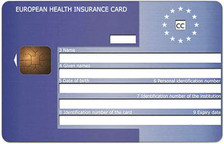 EUROPEAN HEALTH INSURANCE CARD
CC
3 Name
4 Given names
5 Date of birth 6 Personal identification number
7 Identification number of the institution
8 Identification number of the card 9 Expiry date